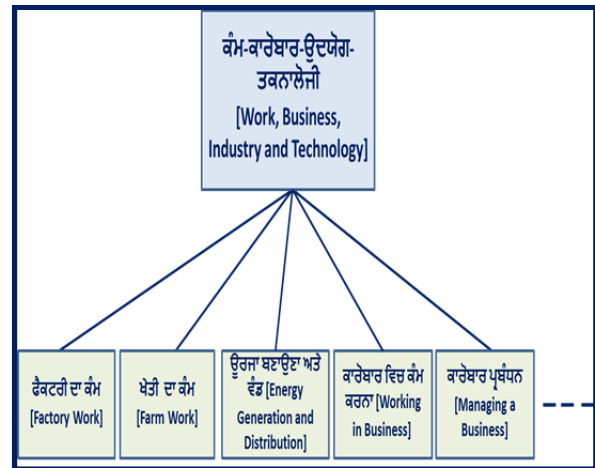 ਕੰਮ-ਕਾਰੋਬਾਰ-ਉਦਯੋਗ-
ਤਕਨਾਲੋਜੀ
[Work, Business,
Industry and Technology]
ਫੈਕਟਰੀ ਦਾ ਕੰਮ
[Factory Work]
ਖੇਤੀ ਦਾ ਕੰਮ
[Farm Work]
ਊਰਜਾ ਬਣਾਉਣਾ ਅਤੇ
ਵੰਡ [Energy
Generation and
Distribution]
ਕਾਰੋਬਾਰ ਵਿਚ ਕੰਮ
ਕਰਨਾ [Working
in Business]
ਕਾਰੋਬਾਰ ਪ੍ਰਬੰਧਨ
[Managing a
Business]